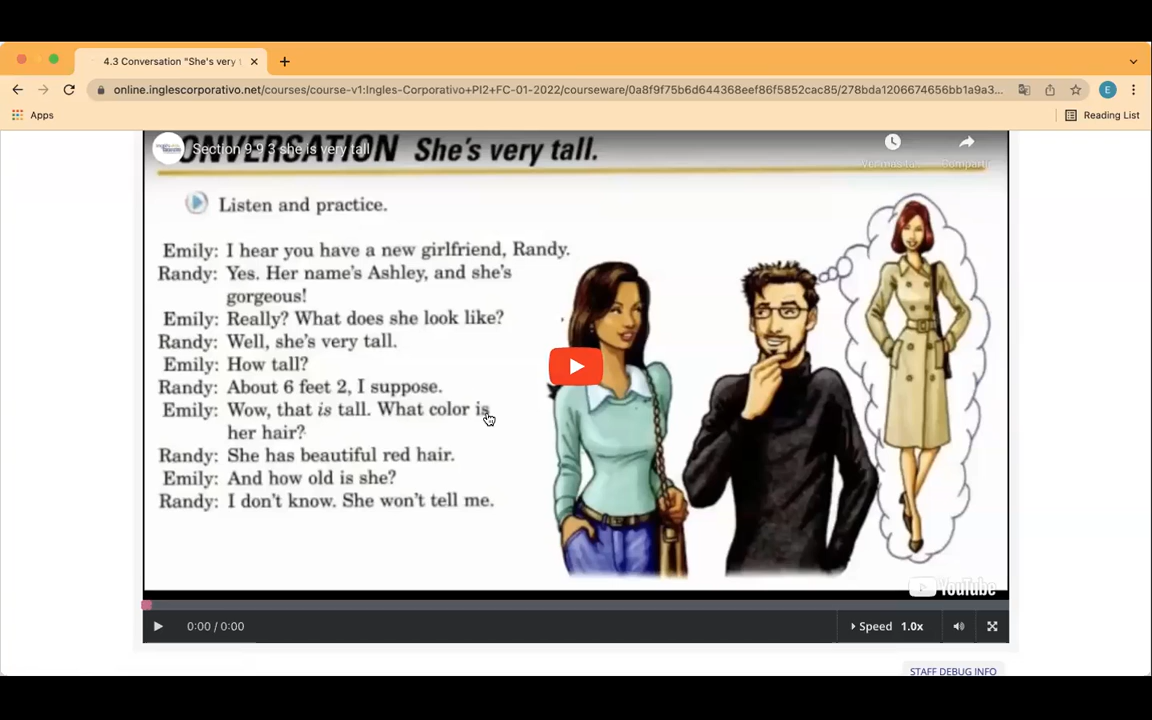 4.3 Conversation "She's very t
online.inglescorporativo.net/courses/course-v1:Ingles-Corporativo+PI2+FC-01-2022/courseware/0a8f9f75b6d644368eef86f5852cac85/278bda1206674656bb1a9a3...
E
Apps
Reading List
ONVERSATION She's very tall.
Section 9 9 3 she is very tall
Listen and practice.
Emily: I hear you have a new girlfriend, Randy.
Randy: Yes. Her name's Ashley, and she's
gorgeous!
Emily: Really? What does she look like?
Randy: Well, she's very tall.
Emily: How tall?
Randy: About 6 feet 2, I suppose.
Emily: Wow, that is tall. What color is
her hair?
Randy: She has beautiful red hair.
Emily: And how old is she?
Randy: I don't know. She won't tell me.
YouTube
0:00 / 0:00
Speed 1.0x
STAFF DEBUG INFO